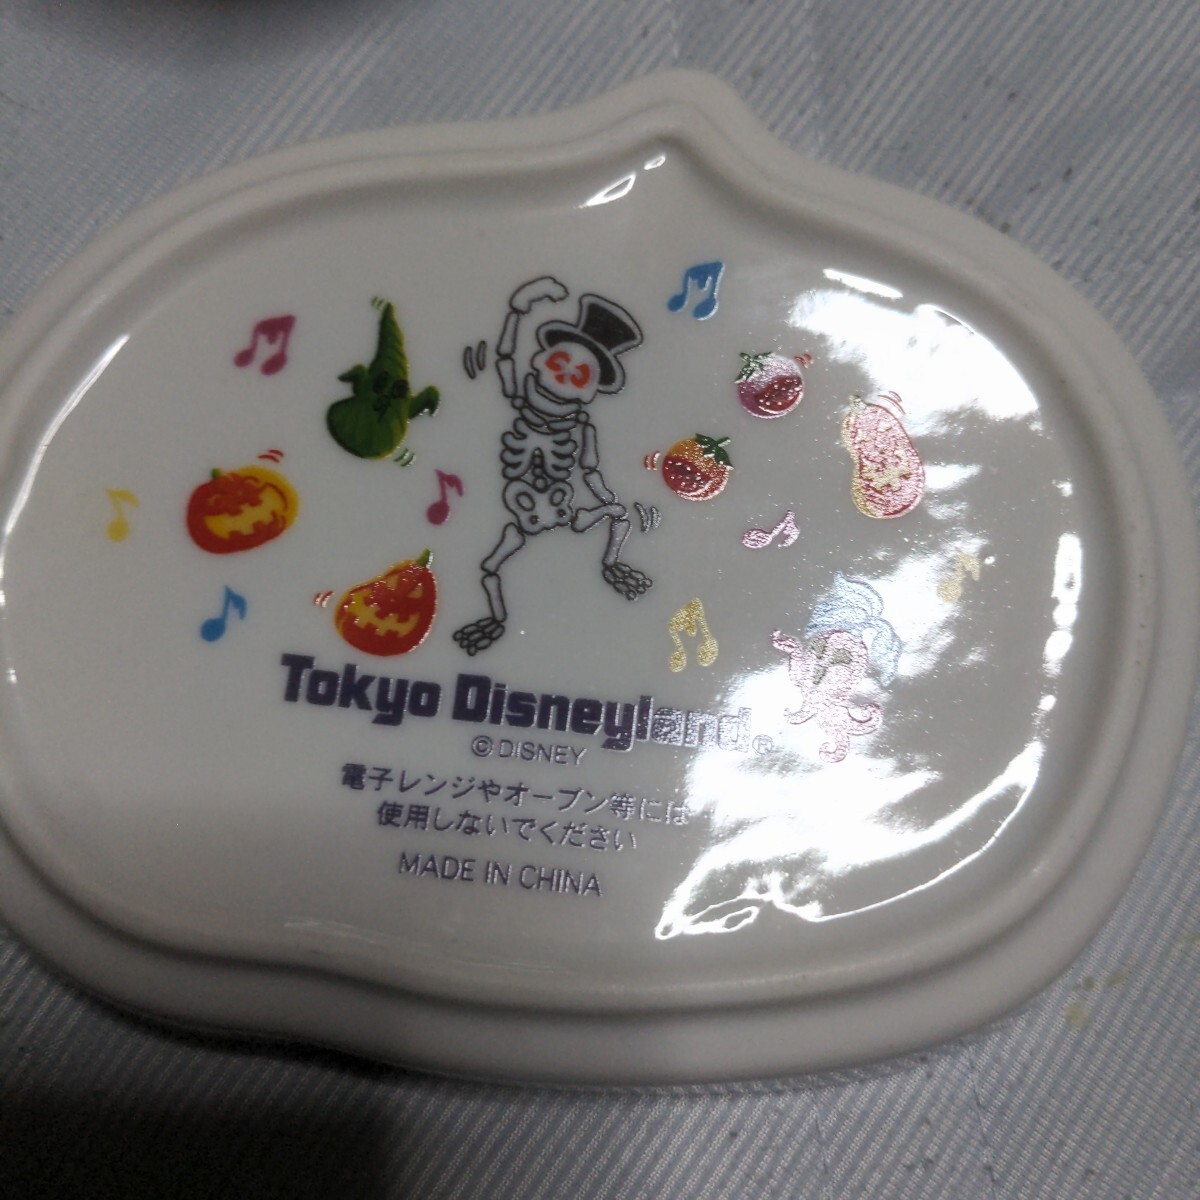 Tokyo Disneyland®
© DISNEY
電子レンジやオーブン等には
使用しないでください
MADE IN CHINA